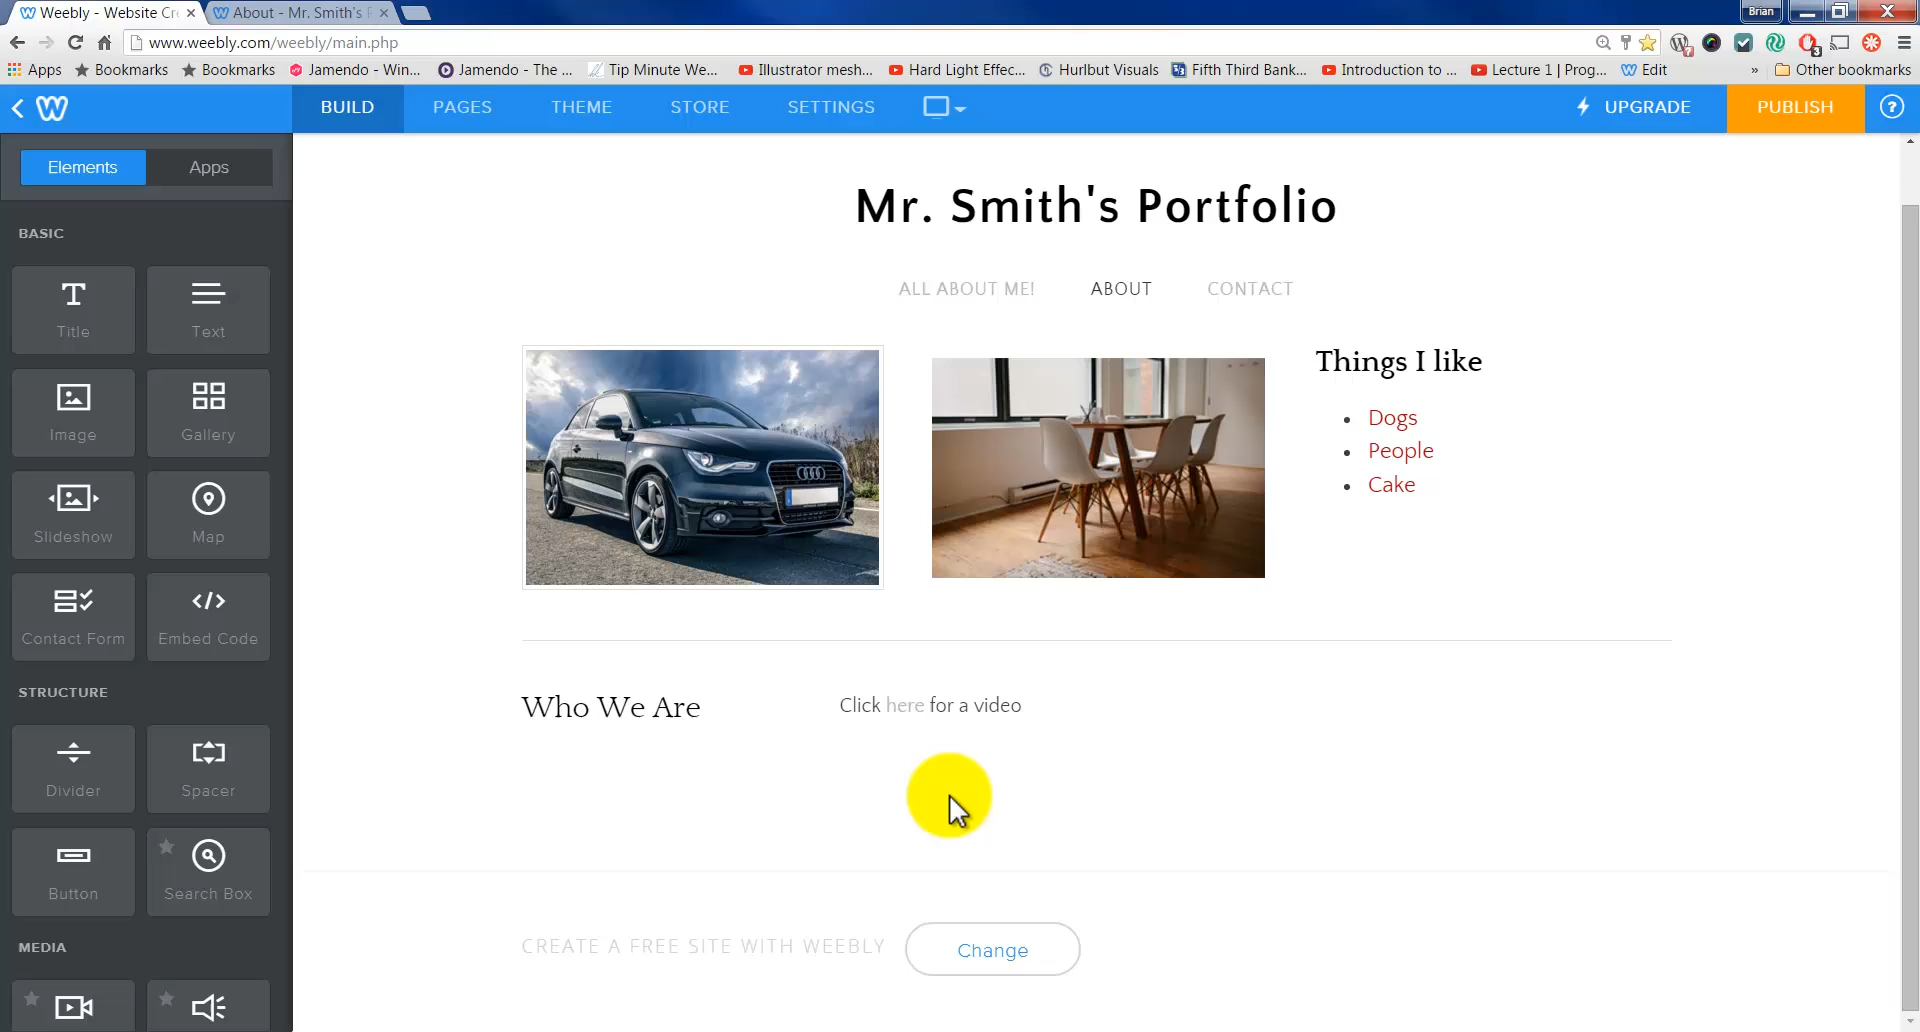 Weebly - Website Cre
About - Mr. Smith's P
Brian
www.weebly.com/weebly/main.php
Apps
Bookmarks
Bookmarks
Jamendo - Win...
Jamendo - The ...
Tip Minute We...
Illustrator mesh...
Hard Light Effec...
Hurlbut Visuals
Fifth Third Bank...
Introduction to ...
Lecture 1 | Prog...
Edit
»
Other bookmarks
BUILD
PAGES
THEME
STORE
SETTINGS
UPGRADE
PUBLISH
?
Elements
Apps
BASIC
Title
Text
Image
Gallery
Slideshow
Map
Contact Form
Embed Code
STRUCTURE
Divider
Spacer
Button
Search Box
MEDIA
Mr. Smith's Portfolio
ALL ABOUT ME!
ABOUT
CONTACT
Things I like
• Dogs
• People
• Cake
Who We Are
Click here for a video
CREATE A FREE SITE WITH WEEBLY
Change